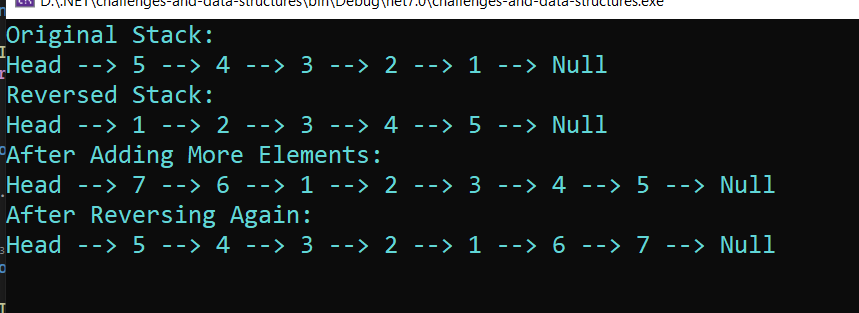 D:\.NET\challenges-and-data-structures\bin\Debug\net7.0\challenges-and-data-structures.exe
Original Stack:
Head --> 5 --> 4 --> 3 --> 2 --> 1 --> Null
Reversed Stack:
Head --> 1 --> 2 --> 3 --> 4 --> 5 --> Null
After Adding More Elements:
Head --> 7 --> 6 --> 1 --> 2 --> 3 --> 4 --> 5 --> Null
After Reversing Again:
Head --> 5 --> 4 --> 3 --> 2 --> 1 --> 6 --> 7 --> Null